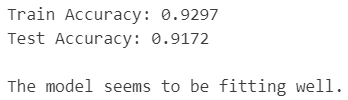 Train Accuracy: 0.9297
Test Accuracy: 0.9172
The model seems to be fitting well.